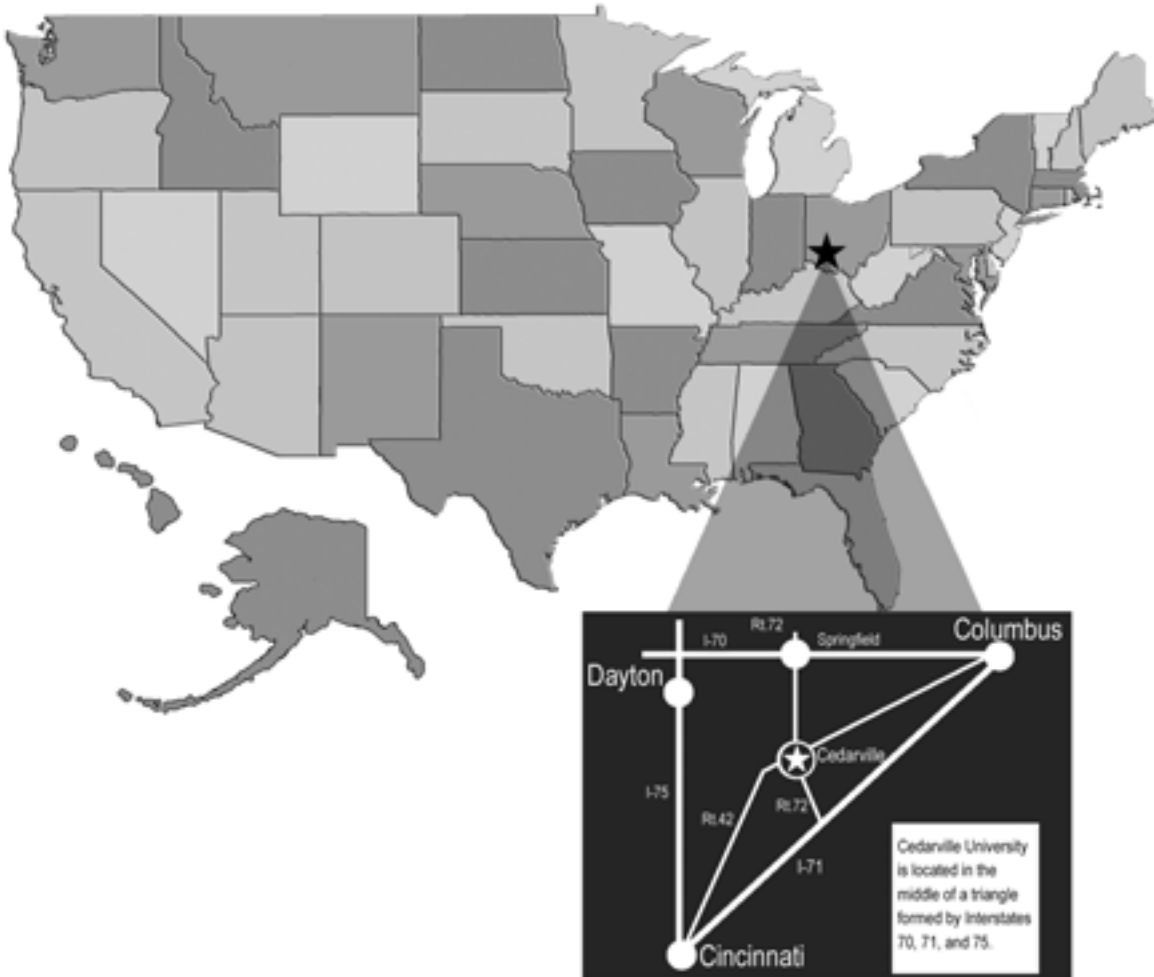 Rt.72
Columbus
I-70
Springfield
Dayton
Cedarville
I-75
Rt.72
Rt.42
I-71
Cedarville University
is located in the
middle of a triangle
formed by Interstates
70, 71, and 75.
Cincinnati